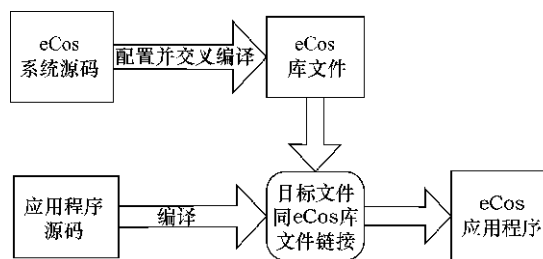 eCos
系统源码
配置并交叉编译
eCos
库文件
应用程序
源码
编译
目标文件
同eCos库
文件链接
eCos
应用程序